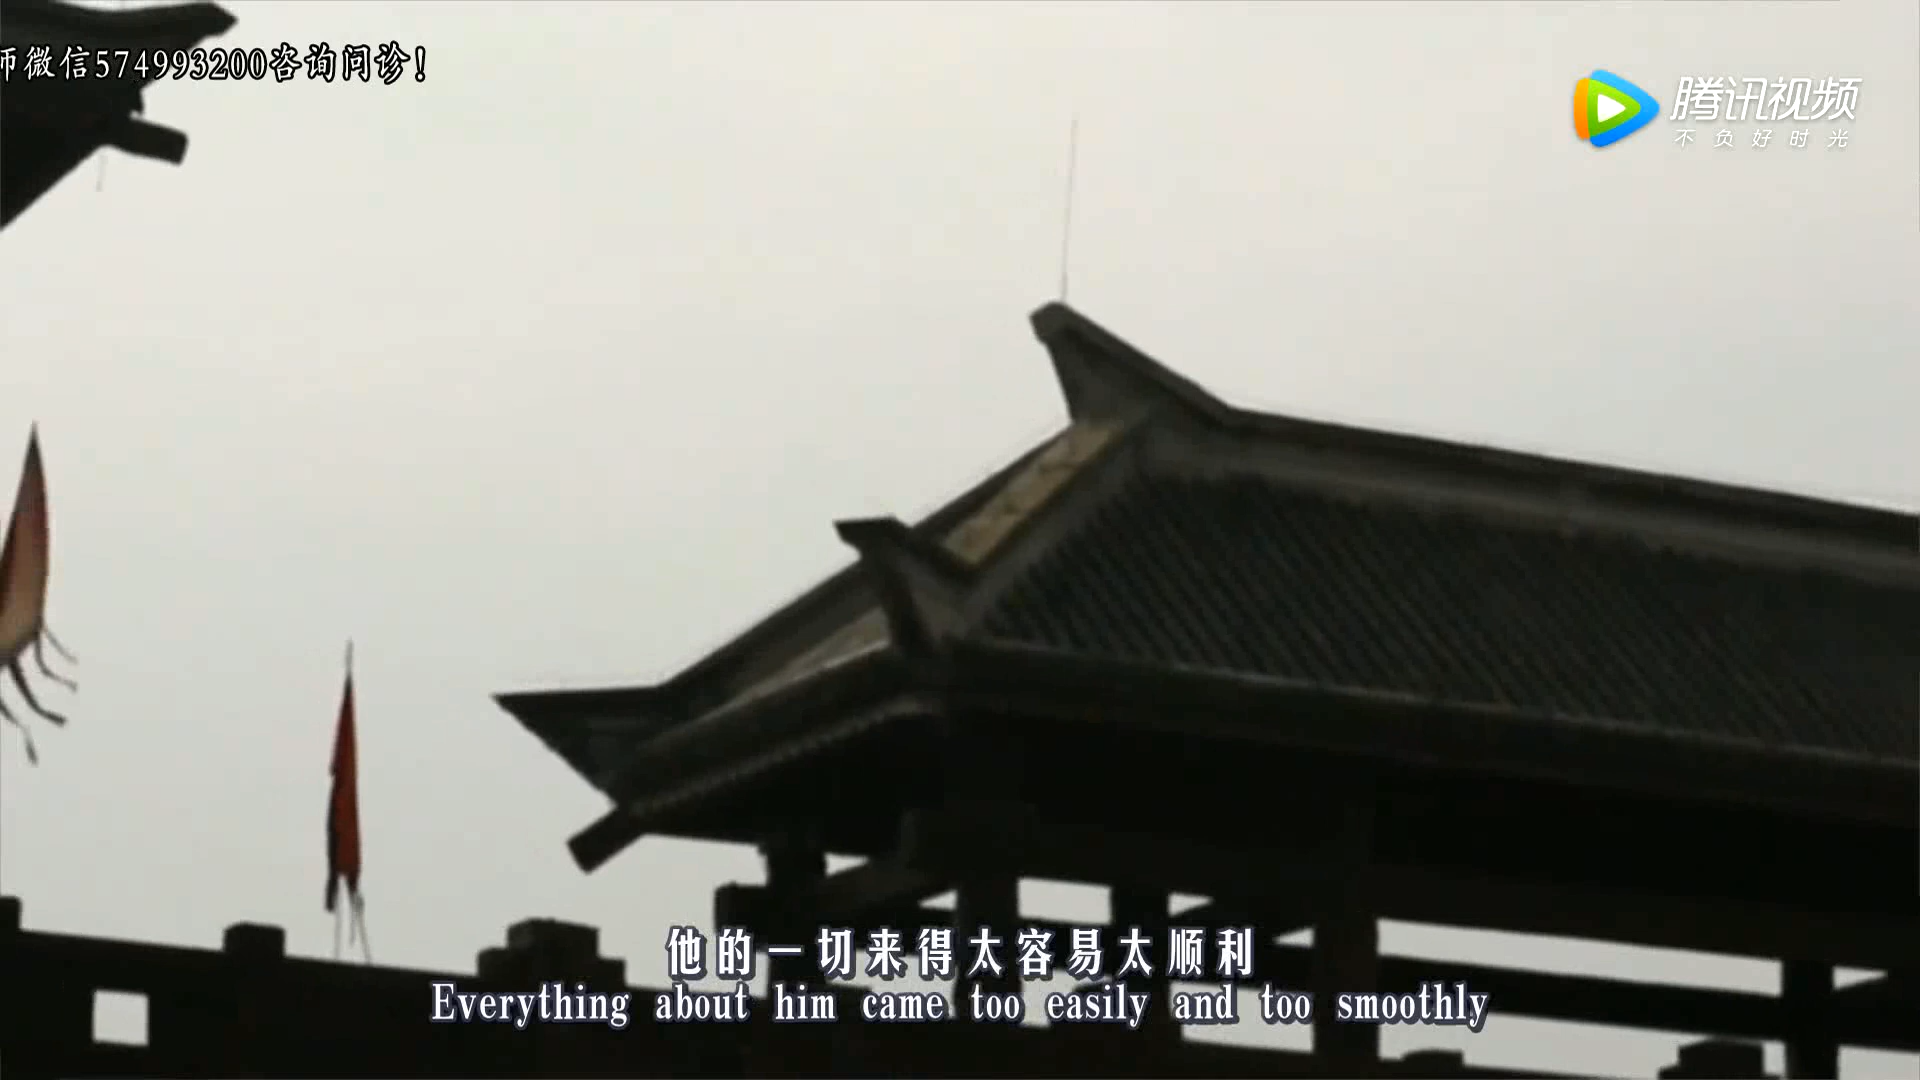 师微信574993200咨询问诊!
腾讯视频
不负好时光
他的一切来得太容易太顺利
Everything about him came too easily and too smoothly